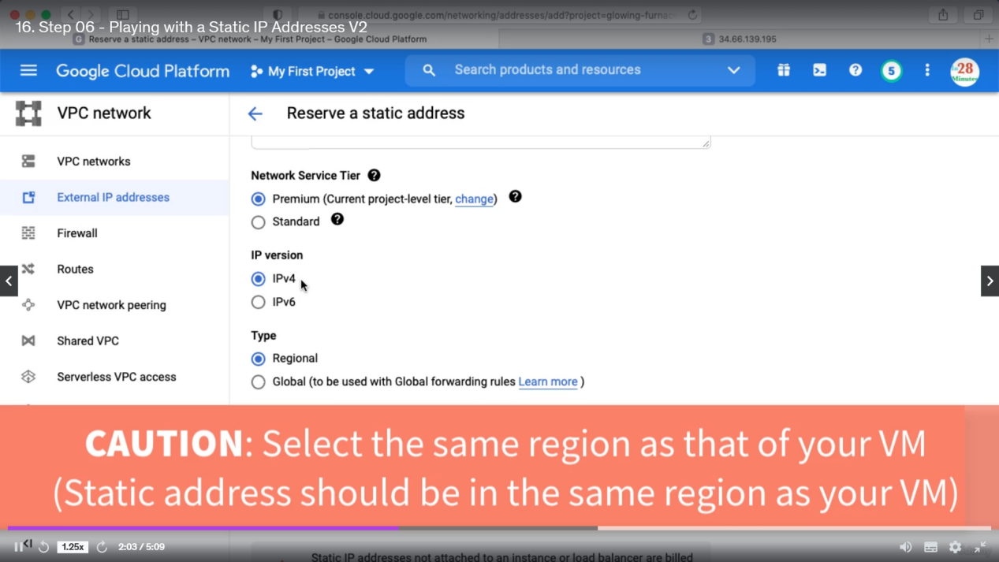 console.cloud.google.com/networking/addresses/add?project=glowing-furnac
16. Step 06 - Playing with a Static IP Addresses V2
G Reserve a static address – VPC network – My First Project – Google Cloud Platform
3 34.66.139.195
Google Cloud Platform
My First Project
Search products and resources
5
in28
Minutes
VPC network
Reserve a static address
VPC networks
External IP addresses
Firewall
Routes
VPC network peering
Shared VPC
Serverless VPC access
Network Service Tier
Premium (Current project-level tier, change)
Standard
IP version
IPv4
IPv6
Type
Regional
Global (to be used with Global forwarding rules Learn more )
CAUTION: Select the same region as that of your VM
(Static address should be in the same region as your VM)
1.25x
2:03 / 5:09
Static IP addresses not attached to an instance or load balancer are billed